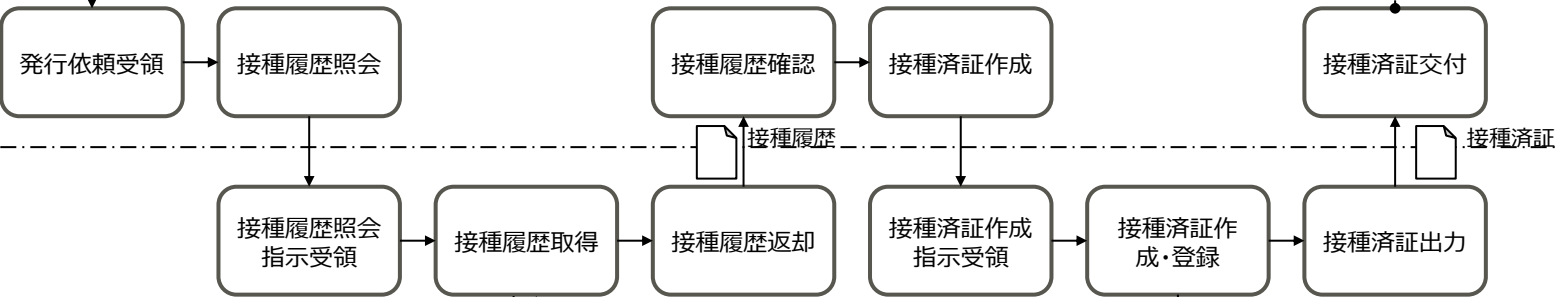 発行依頼受領
接種履歴照会
接種履歴確認
接種済証作成
接種済証交付
接種履歴
接種済証
接種履歴照会
指示受領
接種履歴取得
接種履歴返却
接種済証作成
指示受領
接種済証作
成・登録
接種済証出力